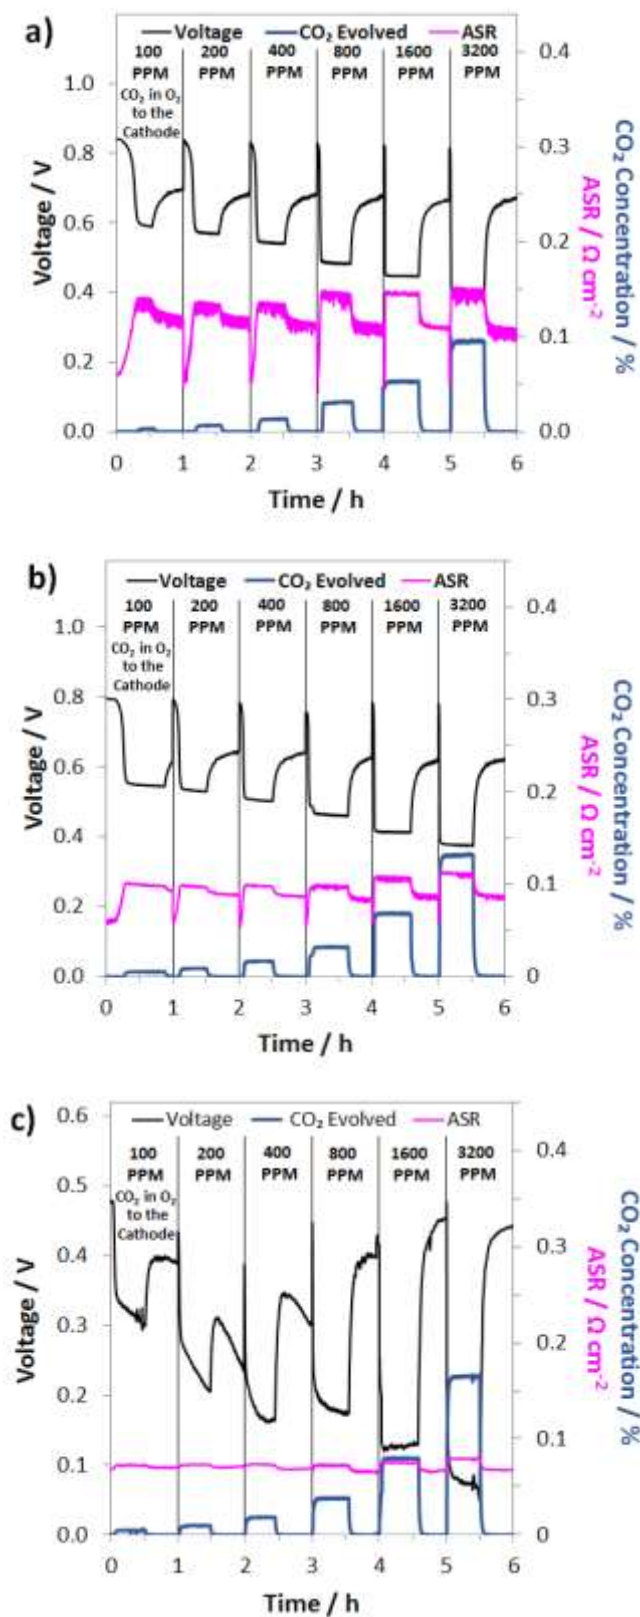 a)
Voltage CO₂ Evolved ASR
100 PPM 200 PPM 400 PPM 800 PPM 1600 PPM 3200 PPM
CO₂ in O₂
to the
Cathode
1.0
0.8
0.6
0.4
0.2
0.0
Voltage / V
0.4
0.3
0.2
0.1
0.0
ASR / Ω cm⁻²
CO₂ Concentration / %
0 1 2 3 4 5 6
Time / h
b)
Voltage CO₂ Evolved ASR
100 PPM 200 PPM 400 PPM 800 PPM 1600 PPM 3200 PPM
CO₂ in O₂
to the
Cathode
1.0
0.8
0.6
0.4
0.2
0.0
Voltage / V
0.4
0.3
0.2
0.1
0
ASR / Ω cm⁻²
CO₂ Concentration / %
0 1 2 3 4 5 6
Time / h
c)
Voltage CO₂ Evolved ASR
100 PPM 200 PPM 400 PPM 800 PPM 1600 PPM 3200 PPM
CO₂ in O₂
to the
Cathode
0.6
0.5
0.4
0.3
0.2
0.1
0.0
Voltage / V
0.4
0.3
0.2
0.1
0
ASR / Ω cm⁻²
CO₂ Concentration / %
0 1 2 3 4 5 6
Time / h